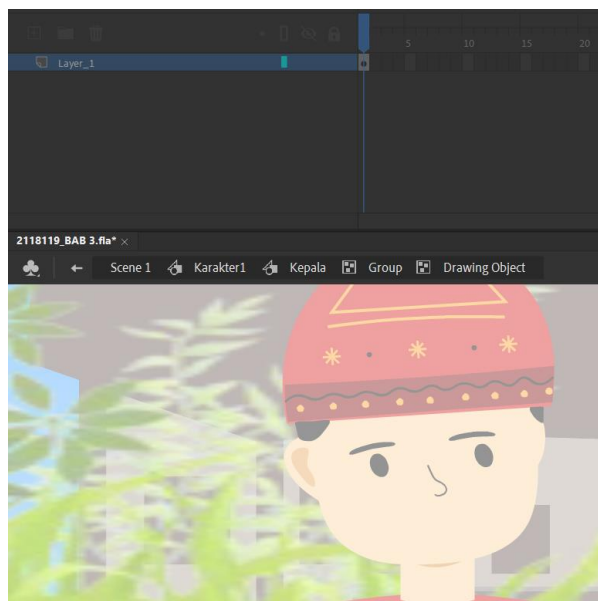 5 10 15 20
Layer_1
2118119_BAB 3.fla* ×
Scene 1 Karakter1 Kepala Group Drawing Object